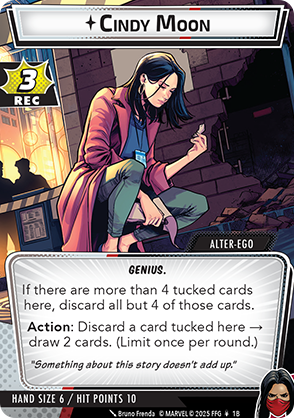 CINDY MOON
3
REC
ALTER-EGO
GENIUS.
If there are more than 4 tucked cards
here, discard all but 4 of those cards.
Action: Discard a card tucked here →
draw 2 cards. (Limit once per round.)
"Something about this story doesn't add up."
HAND SIZE 6 / HIT POINTS 10
Bruno Frenda © MARVEL © 2025 FFG 1B